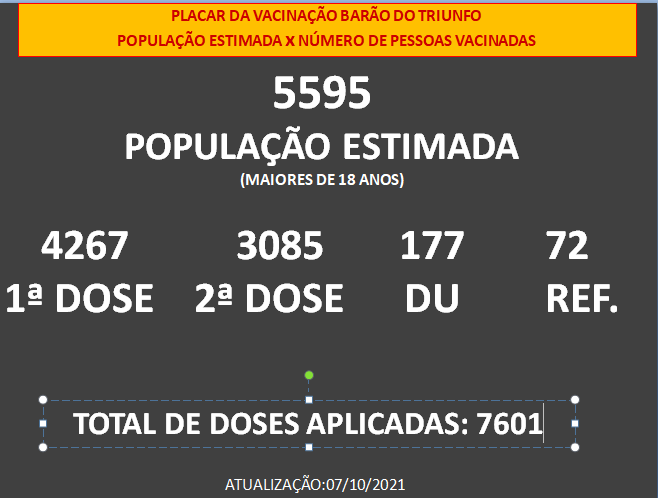 PLACAR DA VACINAÇÃO BARÃO DO TRIUNFO
POPULAÇÃO ESTIMADA X NÚMERO DE PESSOAS VACINADAS
5595
POPULAÇÃO ESTIMADA
(MAIORES DE 18 ANOS)
4267 3085 177 72
1ª DOSE 2ª DOSE DU REF.
TOTAL DE DOSES APLICADAS: 7601
ATUALIZAÇÃO:07/10/2021